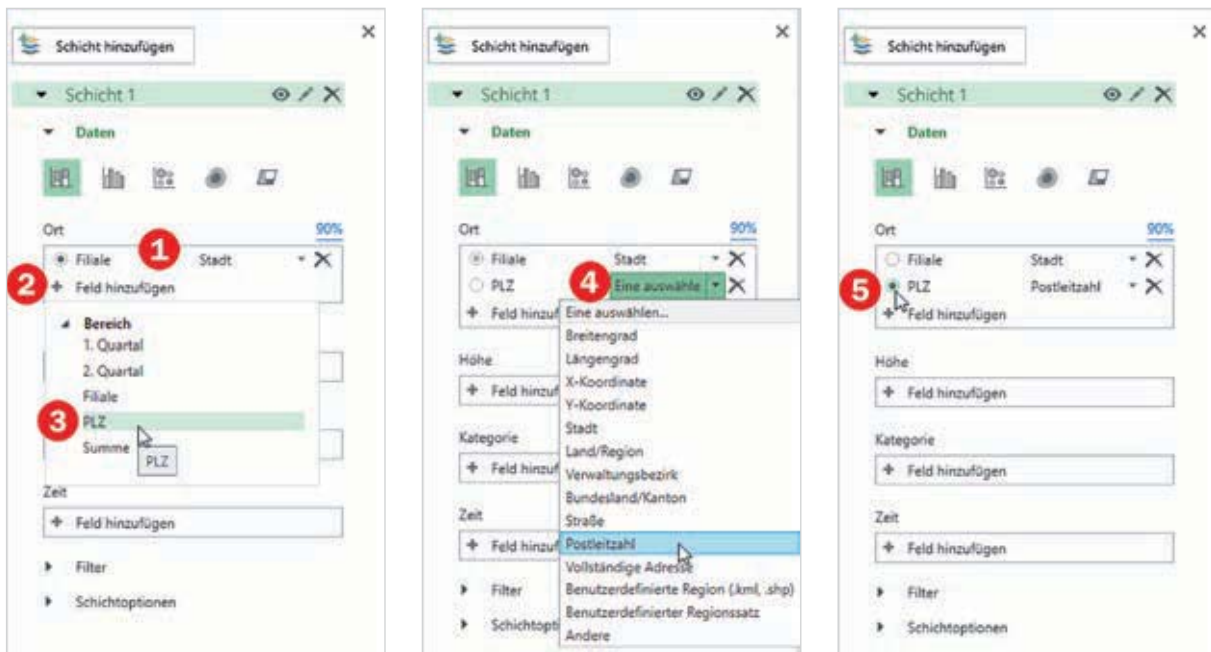 Schicht hinzufügen
Schicht 1
Daten
Ort 90%
1
Filiale Stadt
2
Feld hinzufügen
Bereich
1. Quartal
2. Quartal
Filiale
3
PLZ
Summe
PLZ
Zeit
Feld hinzufügen
Filter
Schichtoptionen
Schicht hinzufügen
Schicht 1
Daten
Ort 90%
Filiale Stadt
4
PLZ Eine auswähle
Feld hinzuf
Eine auswählen...
Breitengrad
Längengrad
X-Koordinate
Y-Koordinate
Stadt
Land/Region
Verwaltungsbezirk
Bundesland/Kanton
Straße
Postleitzahl
Vollständige Adresse
Benutzerdefinierte Region (.kml, .shp)
Benutzerdefinierter Regionssatz
Andere
Höhe
Feld hinzuf
Kategorie
Feld hinzuf
Zeit
Feld hinzuf
Filter
Schichtopti
Schicht hinzufügen
Schicht 1
Daten
Ort 90%
Filiale Stadt
5
PLZ Postleitzahl
Feld hinzufügen
Höhe
Feld hinzufügen
Kategorie
Feld hinzufügen
Zeit
Feld hinzufügen
Filter
Schichtoptionen